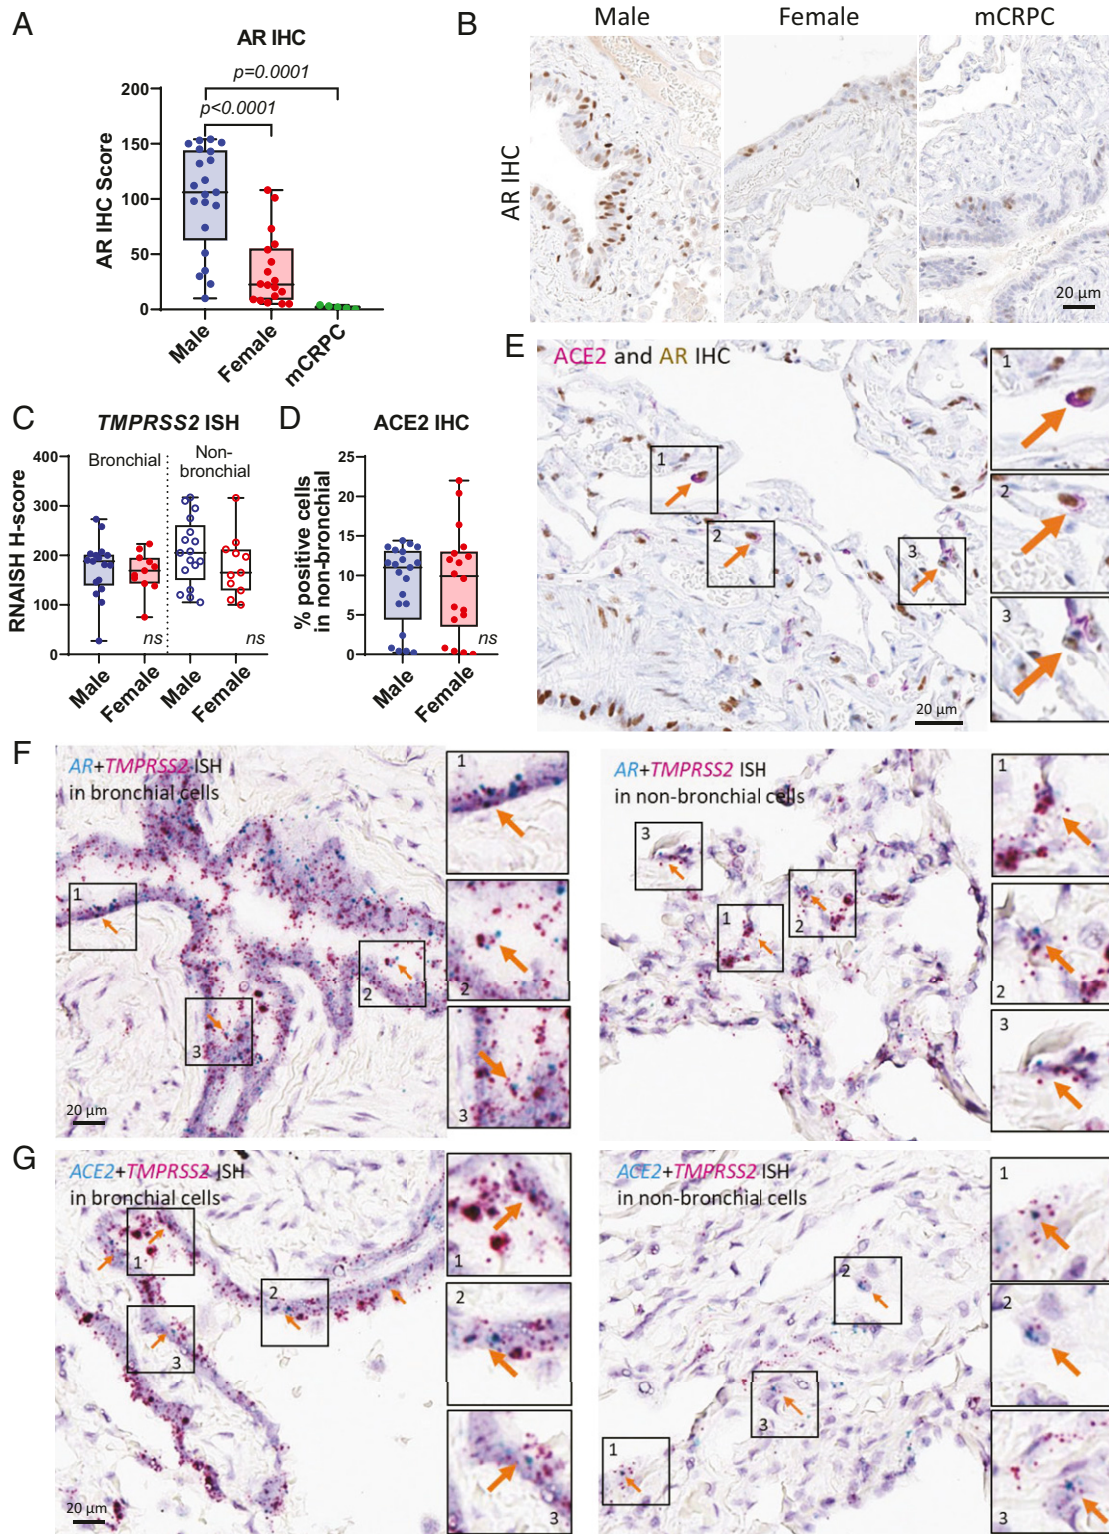 A
AR IHC
p=0.0001
p<0.0001
AR IHC Score
200
150
100
50
0
Male
Female
mCRPC
B
Male
Female
mCRPC
AR IHC
20 µm
C
TMPRSS2 ISH
Bronchial
Non-
bronchial
RNAISH H-score
400
300
200
100
0
ns
ns
Male
Female
Male
Female
D
ACE2 IHC
% positive cells
in non-bronchial
25
20
15
10
5
0
ns
Male
Female
E
ACE2 and AR IHC
1
2
3
20 µm
1
2
3
F
AR+TMPRSS2 ISH
in bronchial cells
1
2
3
20 µm
1
2
3
AR+TMPRSS2 ISH
in non-bronchial cells
3
1
2
1
2
3
G
ACE2+TMPRSS2 ISH
in bronchial cells
1
2
3
20 µm
1
2
3
ACE2+TMPRSS2 ISH
in non-bronchial cells
2
3
1
1
2
3